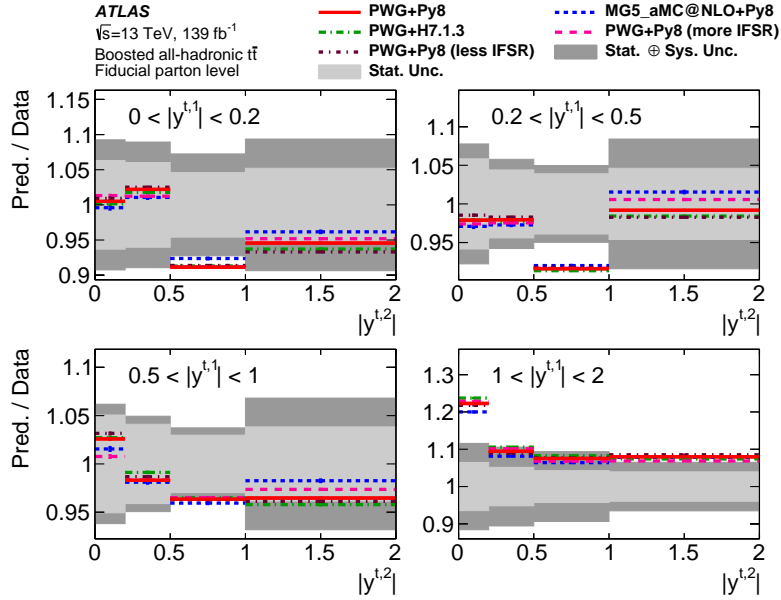 ATLAS
√s=13 TeV, 139 fb⁻¹
Boosted all-hadronic tt̄
Fiducial parton level
PWG+Py8
PWG+H7.1.3
PWG+Py8 (less IFSR)
Stat. Unc.
MG5_aMC@NLO+Py8
PWG+Py8 (more IFSR)
Stat. ⊕ Sys. Unc.
Pred. / Data
1.15
1.1
1.05
1
0.95
0.9
0 < |y^{t,1}| < 0.2
0 0.5 1 1.5 2
|y^{t,2}|
Pred. / Data
1.1
1.05
1
0.95
0.2 < |y^{t,1}| < 0.5
0 0.5 1 1.5 2
|y^{t,2}|
Pred. / Data
1.1
1.05
1
0.95
0.5 < |y^{t,1}| < 1
0 0.5 1 1.5 2
|y^{t,2}|
Pred. / Data
1.3
1.2
1.1
1
0.9
1 < |y^{t,1}| < 2
0 0.5 1 1.5 2
|y^{t,2}|